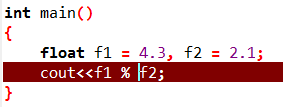 int main()
{
float f1 = 4.3, f2 = 2.1;
cout<<f1 % f2;
}